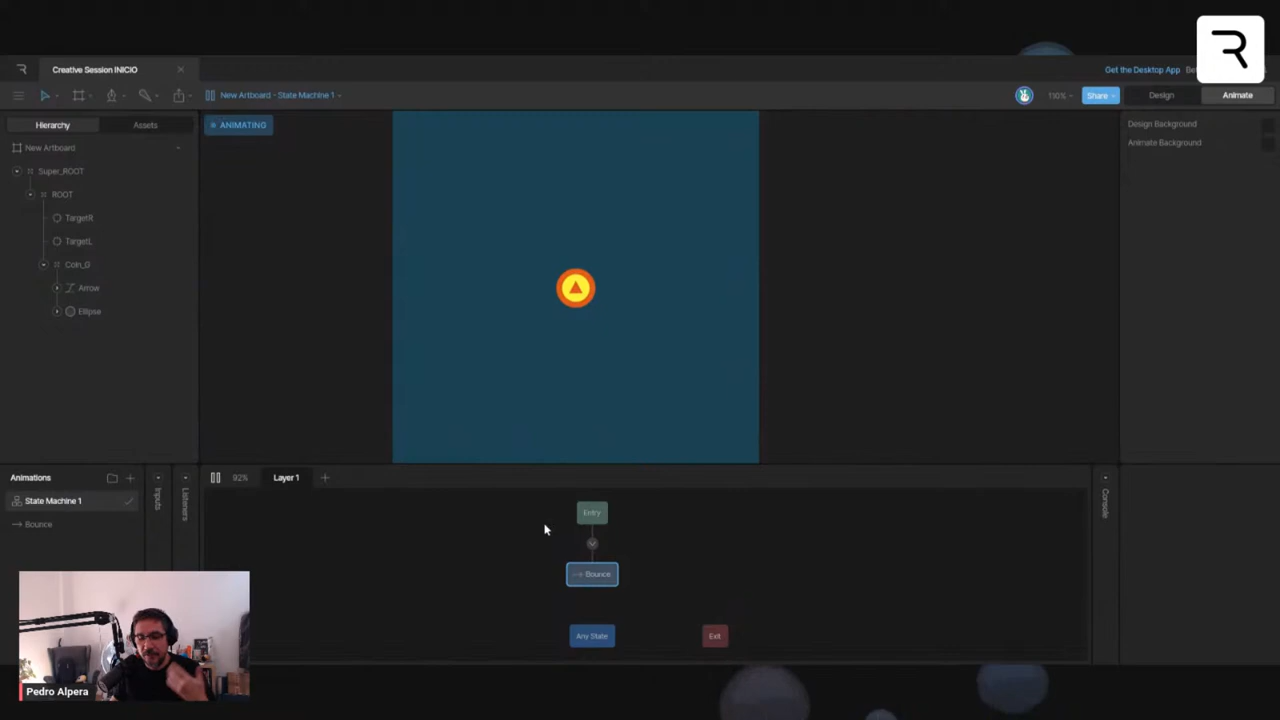 Creative Session INICIO
Get the Desktop App
New Artboard - State Machine 1
110%
Share
Design
Animate
Hierarchy
Assets
ANIMATING
Design Background
Animate Background
New Artboard
Super_ROOT
ROOT
TargetR
TargetL
Coin_G
Arrow
Ellipse
Animations
92%
Layer 1
State Machine 1
Bounce
Inputs
Listeners
Console
Entry
Bounce
Any State
Exit
Pedro Alpera